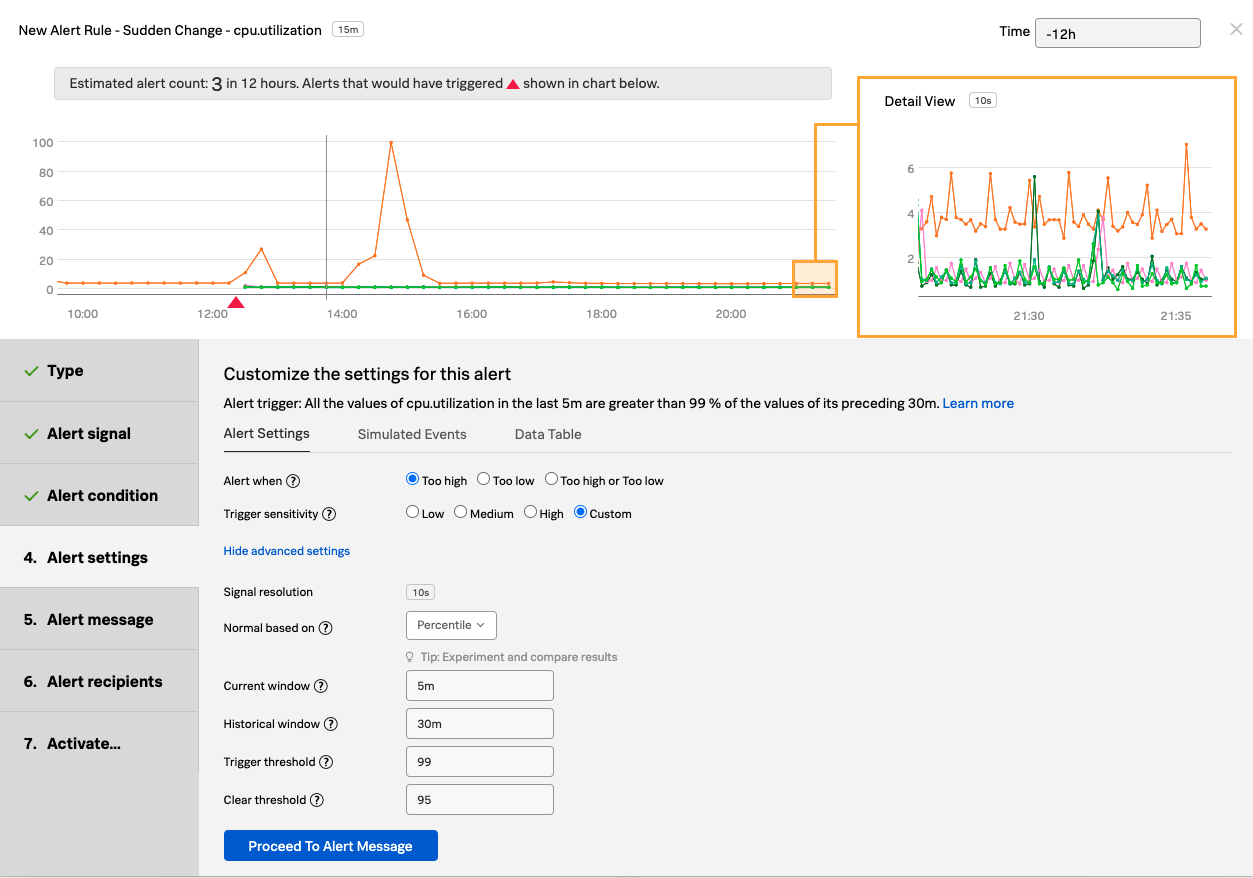 New Alert Rule - Sudden Change - cpu.utilization 15m
Time -12h
Estimated alert count: 3 in 12 hours. Alerts that would have triggered shown in chart below.
100
80
60
40
20
0
10:00 12:00 14:00 16:00 18:00 20:00
Detail View 10s
6
4
2
21:30 21:35
Type
Alert signal
Alert condition
4. Alert settings
5. Alert message
6. Alert recipients
7. Activate...
Customize the settings for this alert
Alert trigger: All the values of cpu.utilization in the last 5m are greater than 99 % of the values of its preceding 30m. Learn more
Alert Settings Simulated Events Data Table
Alert when ? Too high Too low Too high or Too low
Trigger sensitivity ? Low Medium High Custom
Hide advanced settings
Signal resolution 10s
Normal based on ? Percentile
Tip: Experiment and compare results
Current window ? 5m
Historical window ? 30m
Trigger threshold ? 99
Clear threshold ? 95
Proceed To Alert Message